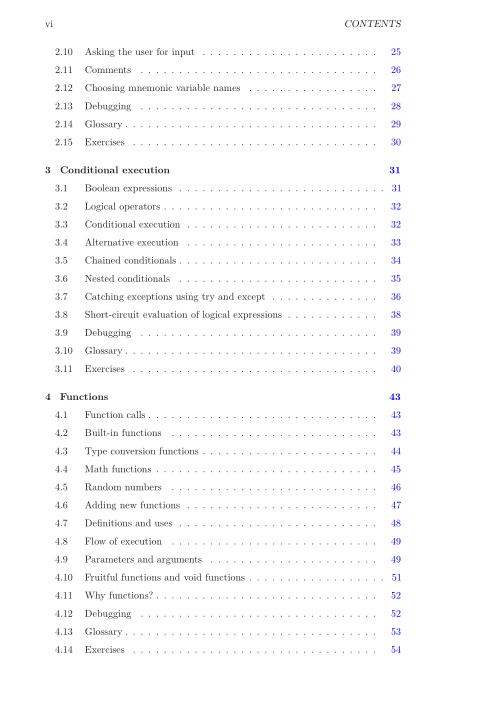 vi CONTENTS
2.10 Asking the user for input . . . . . . . . . . . . . . . . . . . . . . . 25
2.11 Comments . . . . . . . . . . . . . . . . . . . . . . . . . . . . . . . 26
2.12 Choosing mnemonic variable names . . . . . . . . . . . . . . . . . 27
2.13 Debugging . . . . . . . . . . . . . . . . . . . . . . . . . . . . . . . 28
2.14 Glossary . . . . . . . . . . . . . . . . . . . . . . . . . . . . . . . . . 29
2.15 Exercises . . . . . . . . . . . . . . . . . . . . . . . . . . . . . . . . 30
3 Conditional execution 31
3.1 Boolean expressions . . . . . . . . . . . . . . . . . . . . . . . . . . . 31
3.2 Logical operators . . . . . . . . . . . . . . . . . . . . . . . . . . . . 32
3.3 Conditional execution . . . . . . . . . . . . . . . . . . . . . . . . . 32
3.4 Alternative execution . . . . . . . . . . . . . . . . . . . . . . . . . 33
3.5 Chained conditionals . . . . . . . . . . . . . . . . . . . . . . . . . . 34
3.6 Nested conditionals . . . . . . . . . . . . . . . . . . . . . . . . . . 35
3.7 Catching exceptions using try and except . . . . . . . . . . . . . . 36
3.8 Short-circuit evaluation of logical expressions . . . . . . . . . . . . 38
3.9 Debugging . . . . . . . . . . . . . . . . . . . . . . . . . . . . . . . 39
3.10 Glossary . . . . . . . . . . . . . . . . . . . . . . . . . . . . . . . . . 39
3.11 Exercises . . . . . . . . . . . . . . . . . . . . . . . . . . . . . . . . 40
4 Functions 43
4.1 Function calls . . . . . . . . . . . . . . . . . . . . . . . . . . . . . . 43
4.2 Built-in functions . . . . . . . . . . . . . . . . . . . . . . . . . . . 43
4.3 Type conversion functions . . . . . . . . . . . . . . . . . . . . . . . 44
4.4 Math functions . . . . . . . . . . . . . . . . . . . . . . . . . . . . . 45
4.5 Random numbers . . . . . . . . . . . . . . . . . . . . . . . . . . . 46
4.6 Adding new functions . . . . . . . . . . . . . . . . . . . . . . . . . 47
4.7 Definitions and uses . . . . . . . . . . . . . . . . . . . . . . . . . . 48
4.8 Flow of execution . . . . . . . . . . . . . . . . . . . . . . . . . . . 49
4.9 Parameters and arguments . . . . . . . . . . . . . . . . . . . . . . 49
4.10 Fruitful functions and void functions . . . . . . . . . . . . . . . . . . 51
4.11 Why functions? . . . . . . . . . . . . . . . . . . . . . . . . . . . . . 52
4.12 Debugging . . . . . . . . . . . . . . . . . . . . . . . . . . . . . . . 52
4.13 Glossary . . . . . . . . . . . . . . . . . . . . . . . . . . . . . . . . . 53
4.14 Exercises . . . . . . . . . . . . . . . . . . . . . . . . . . . . . . . . 54